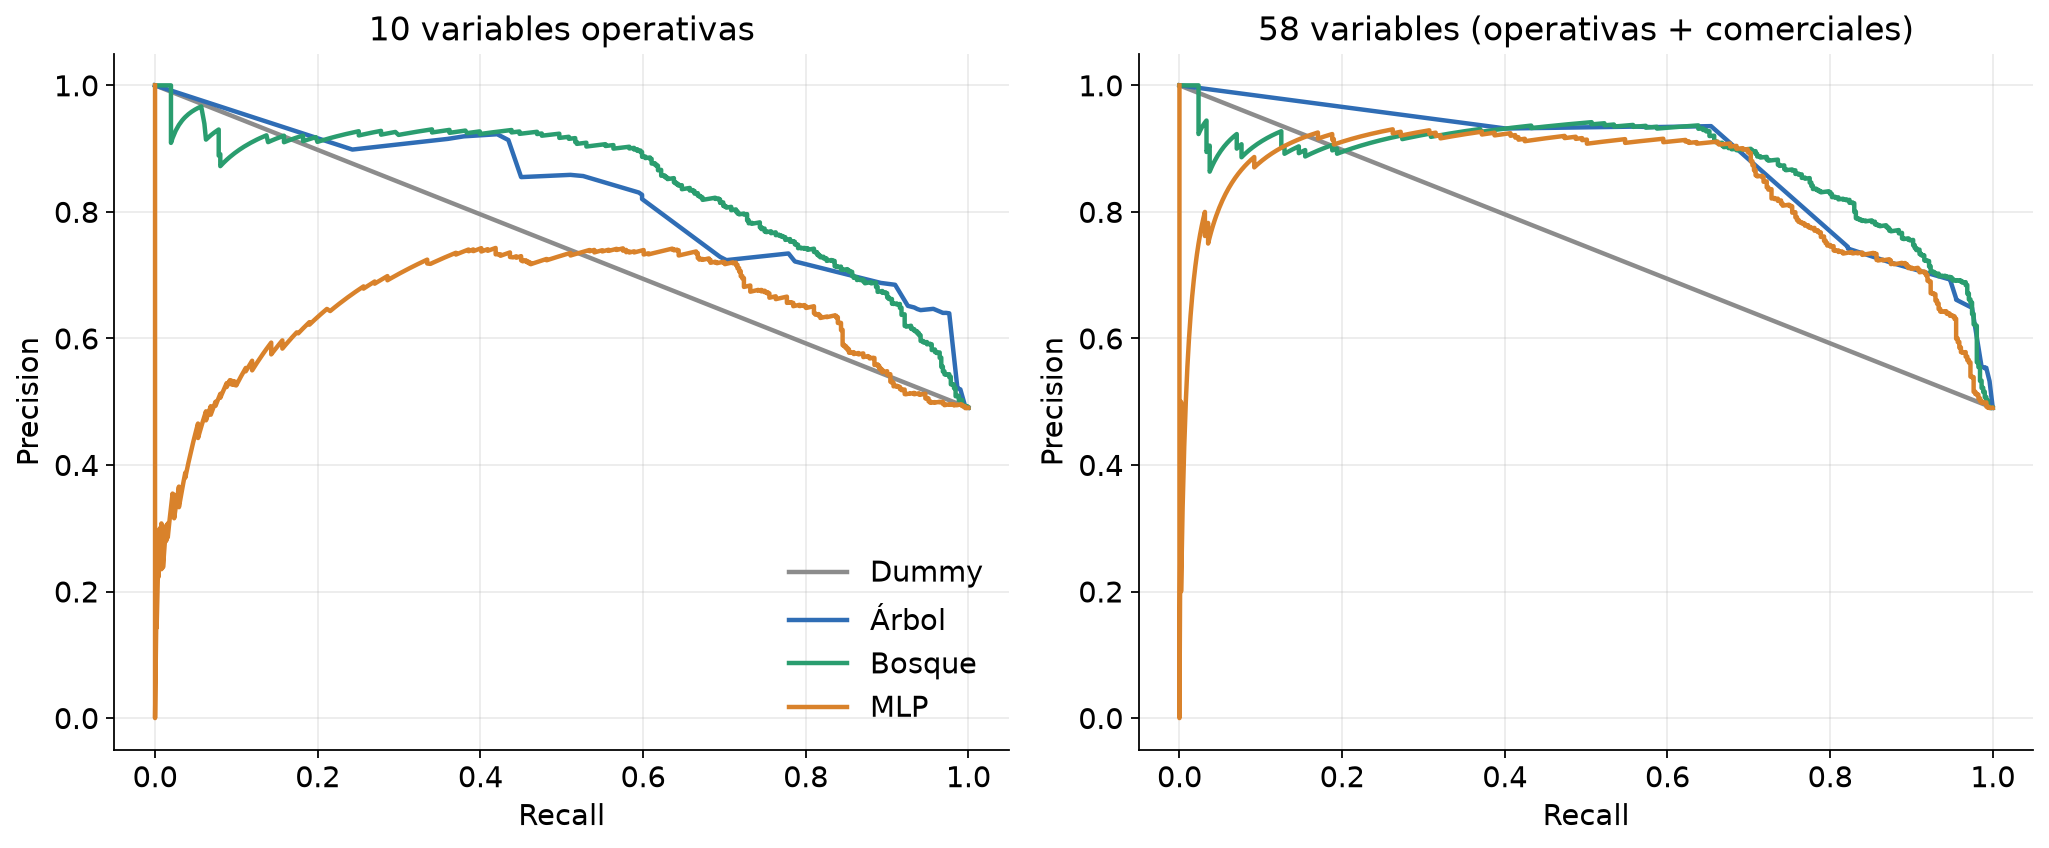 10 variables operativas
Precision
1.0
0.8
0.6
0.4
0.2
0.0
Dummy
Árbol
Bosque
MLP
0.0 0.2 0.4 0.6 0.8 1.0
Recall
58 variables (operativas + comerciales)
Precision
1.0
0.8
0.6
0.4
0.2
0.0
0.0 0.2 0.4 0.6 0.8 1.0
Recall